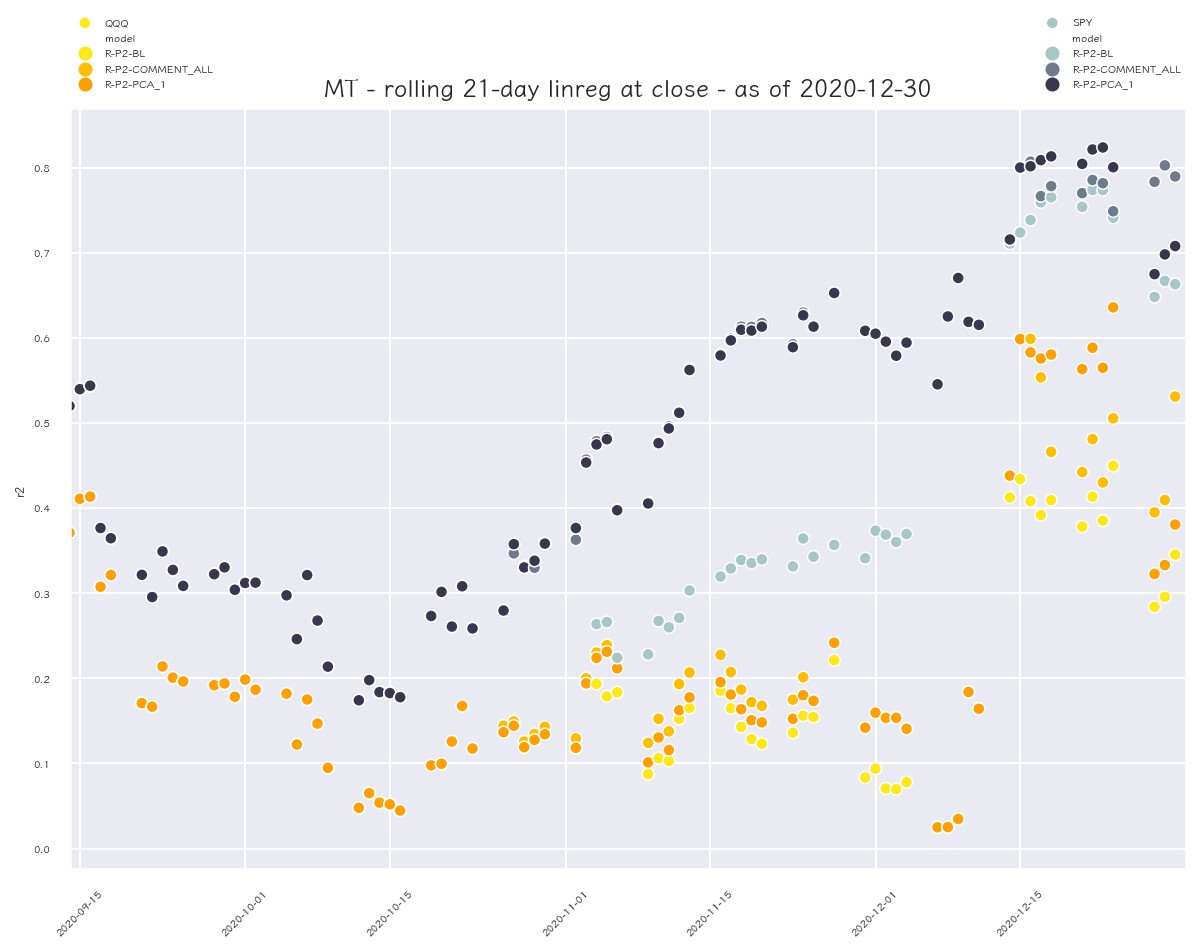 QQQ
model
R-P2-BL
R-P2-COMMENT_ALL
R-P2-PCA_1
SPY
model
R-P2-BL
R-P2-COMMENT_ALL
R-P2-PCA_1
MT - rolling 21-day linreg at close - as of 2020-12-30
r2
0.8
0.7
0.6
0.5
0.4
0.3
0.2
0.1
0.0
2020-09-15
2020-10-01
2020-10-15
2020-11-01
2020-11-15
2020-12-01
2020-12-15